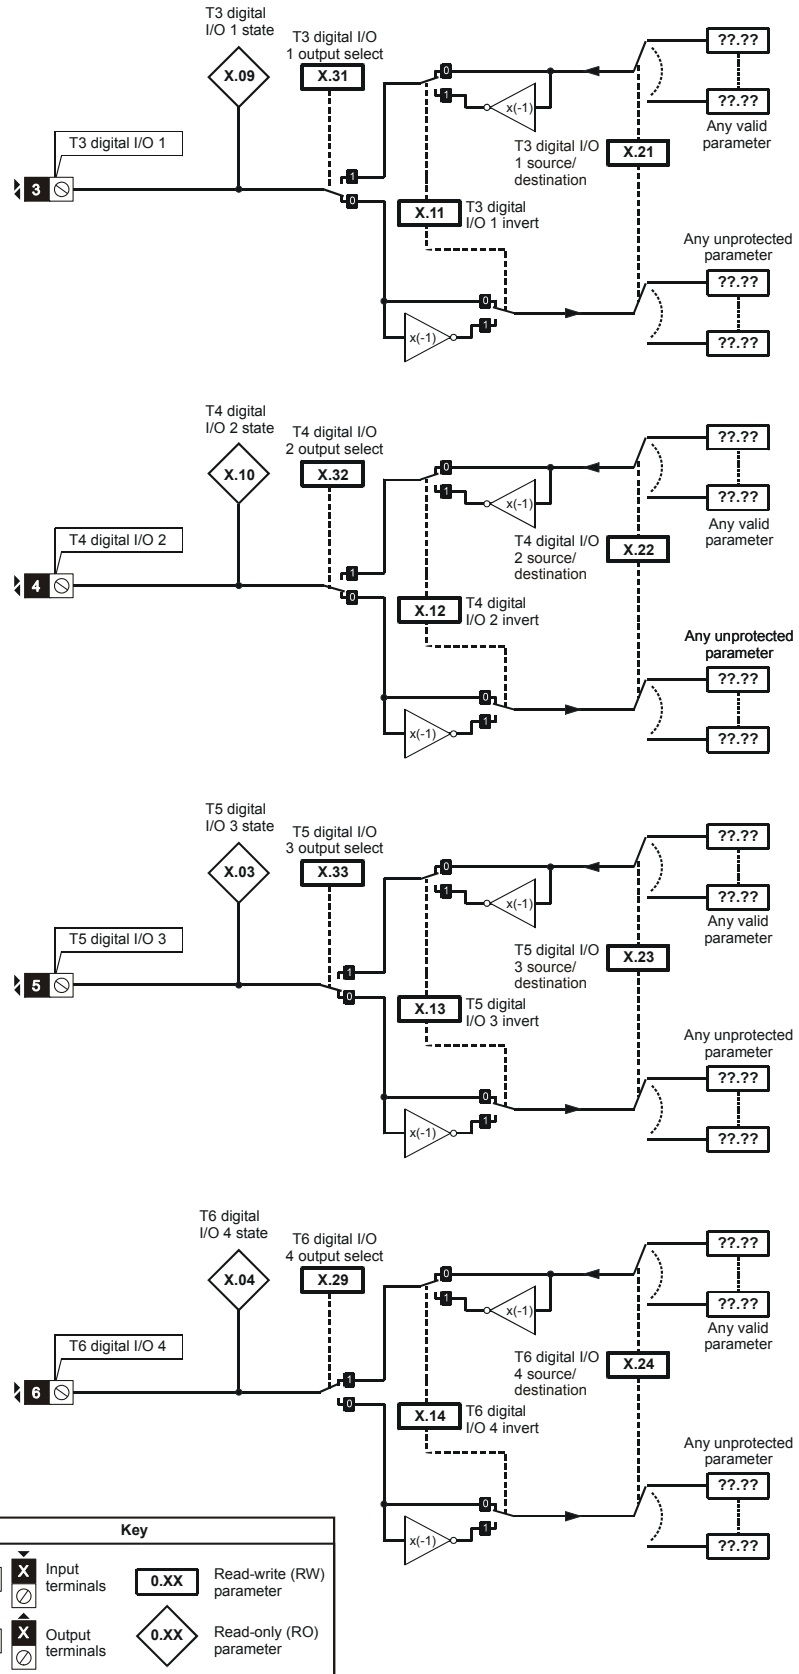 T3 digital
I/O 1 state
X.09
T3 digital I/O
1 output select
X.31
0
1
x(-1)
??.??
??.??
Any valid
parameter
T3 digital I/O 1
3
1
0
T3 digital I/O
1 source/
destination
X.21
X.11
T3 digital
I/O 1 invert
Any unprotected
parameter
??.??
??.??
0
1
x(-1)
T4 digital
I/O 2 state
X.10
T4 digital I/O
2 output select
X.32
0
1
x(-1)
??.??
??.??
Any valid
parameter
T4 digital I/O 2
4
1
0
T4 digital I/O
2 source/
destination
X.22
X.12
T4 digital
I/O 2 invert
Any unprotected
parameter
??.??
??.??
0
1
x(-1)
T5 digital
I/O 3 state
X.03
T5 digital I/O
3 output select
X.33
0
1
x(-1)
??.??
??.??
Any valid
parameter
T5 digital I/O 3
5
1
0
T5 digital I/O
3 source/
destination
X.23
X.13
T5 digital
I/O 3 invert
Any unprotected
parameter
??.??
??.??
0
1
x(-1)
T6 digital
I/O 4 state
X.04
T6 digital I/O
4 output select
X.29
0
1
x(-1)
??.??
??.??
Any valid
parameter
T6 digital I/O 4
6
1
0
T6 digital I/O
4 source/
destination
X.24
X.14
T6 digital
I/O 4 invert
Any unprotected
parameter
??.??
??.??
0
1
x(-1)
Key
X
Input
terminals
0.XX
Read-write (RW)
parameter
X
Output
terminals
0.XX
Read-only (RO)
parameter